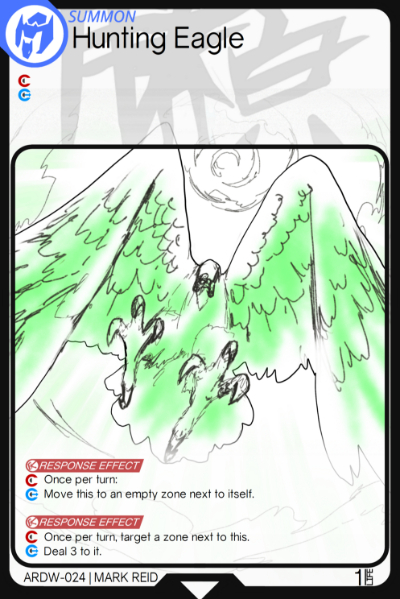 SUMMON
Hunting Eagle
RESPONSE EFFECT
Once per turn:
Move this to an empty zone next to itself.
RESPONSE EFFECT
Once per turn, target a zone next to this.
Deal 3 to it.
ARDW-024 | MARK REID
1 LIFE